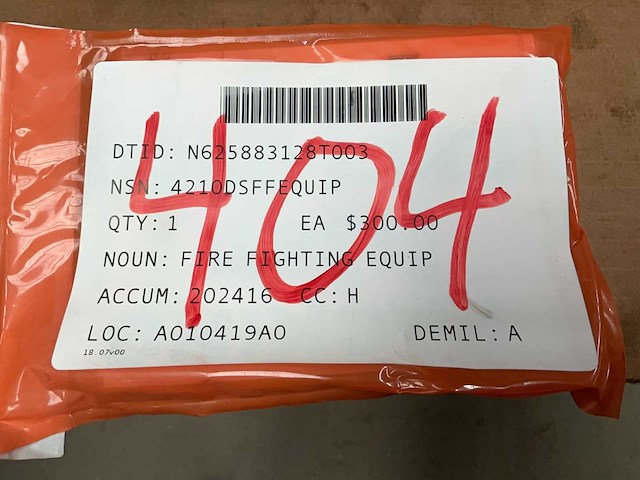 404
DTID: N625883128T003
NSN: 4210DSFFEQUIP
QTY: 1 EA $300.00
NOUN: FIRE FIGHTING EQUIP
ACCUM: 202416 CC: H
LOC: A010419A0 DEMIL: A
18 07v00